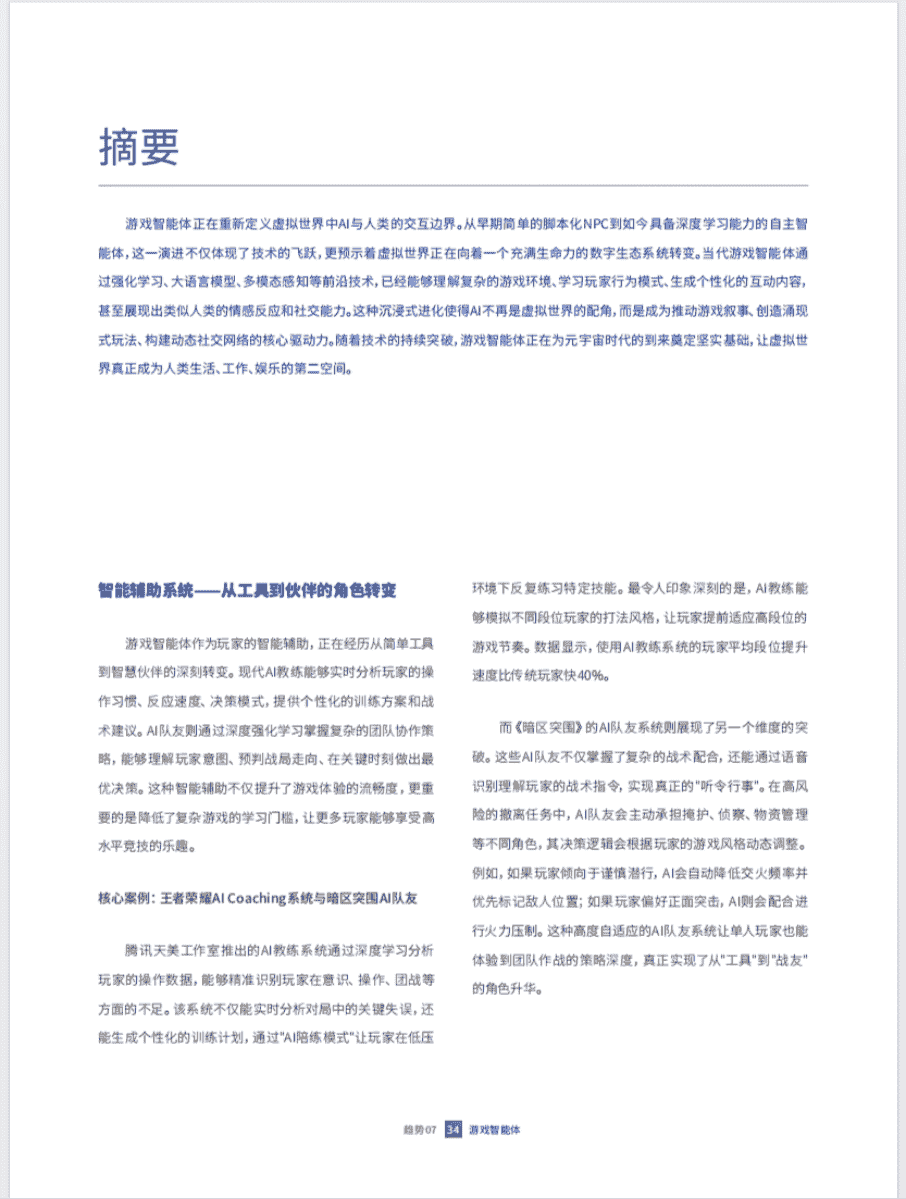 摘要
游戏智能体正在重新定义虚拟世界中AI与人类的交互边界。从早期简单的脚本化NPC到如今具备深度学习能力的自主智
能体，这一演进不仅体现了技术的飞跃，更预示着虚拟世界正在向着一个充满生命力的数字生态系统转变。当代游戏智能体通
过强化学习、大语言模型、多模态感知等前沿技术，已经能够理解复杂的游戏环境、学习玩家行为模式、生成个性化的互动内容，
甚至展现出类似人类的情感反应和社交能力。这种沉浸式进化使得AI不再是虚拟世界的配角，而是成为推动游戏叙事、创造涌现
式玩法、构建动态社交网络的核心驱动力。随着技术的持续突破，游戏智能体正在为元宇宙时代的到来奠定坚实基础，让虚拟世
界真正成为人类生活、工作、娱乐的第二空间。
智能辅助系统——从工具到伙伴的角色转变
游戏智能体作为玩家的智能辅助，正在经历从简单工具
到智慧伙伴的深刻转变。现代AI教练能够实时分析玩家的操
作习惯、反应速度、决策模式，提供个性化的训练方案和战
术建议。AI队友则通过深度强化学习掌握复杂的团队协作策
略，能够理解玩家意图、预判战局走向、在关键时刻做出最
优决策。这种智能辅助不仅提升了游戏体验的流畅度，更重
要的是降低了复杂游戏的学习门槛，让更多玩家能够享受高
水平竞技的乐趣。
核心案例：王者荣耀AI Coaching系统与暗区突围AI队友
腾讯天美工作室推出的AI教练系统通过深度学习分析
玩家的操作数据，能够精准识别玩家在意识、操作、团战等
方面的不足。该系统不仅能实时分析对局中的关键失误，还
能生成个性化的训练计划，通过"AI陪练模式"让玩家在低压
环境下反复练习特定技能。最令人印象深刻的是，AI教练能
够模拟不同段位玩家的打法风格，让玩家提前适应高段位的
游戏节奏。数据显示，使用AI教练系统的玩家平均段位提升
速度比传统玩家快40%。
而《暗区突围》的AI队友系统则展现了另一个维度的突
破。这些AI队友不仅掌握了复杂的战术配合，还能通过语音
识别理解玩家的战术指令，实现真正的"听令行事"。在高风
险的撤离任务中，AI队友会主动承担掩护、侦察、物资管理
等不同角色，其决策逻辑会根据玩家的游戏风格动态调整。
例如，如果玩家倾向于谨慎潜行，AI会自动降低交火频率并
优先标记敌人位置；如果玩家偏好正面突击，AI则会配合进
行火力压制。这种高度自适应的AI队友系统让单人玩家也能
体验到团队作战的策略深度，真正实现了从"工具"到"战友"
的角色升华。
趋势07 34 游戏智能体